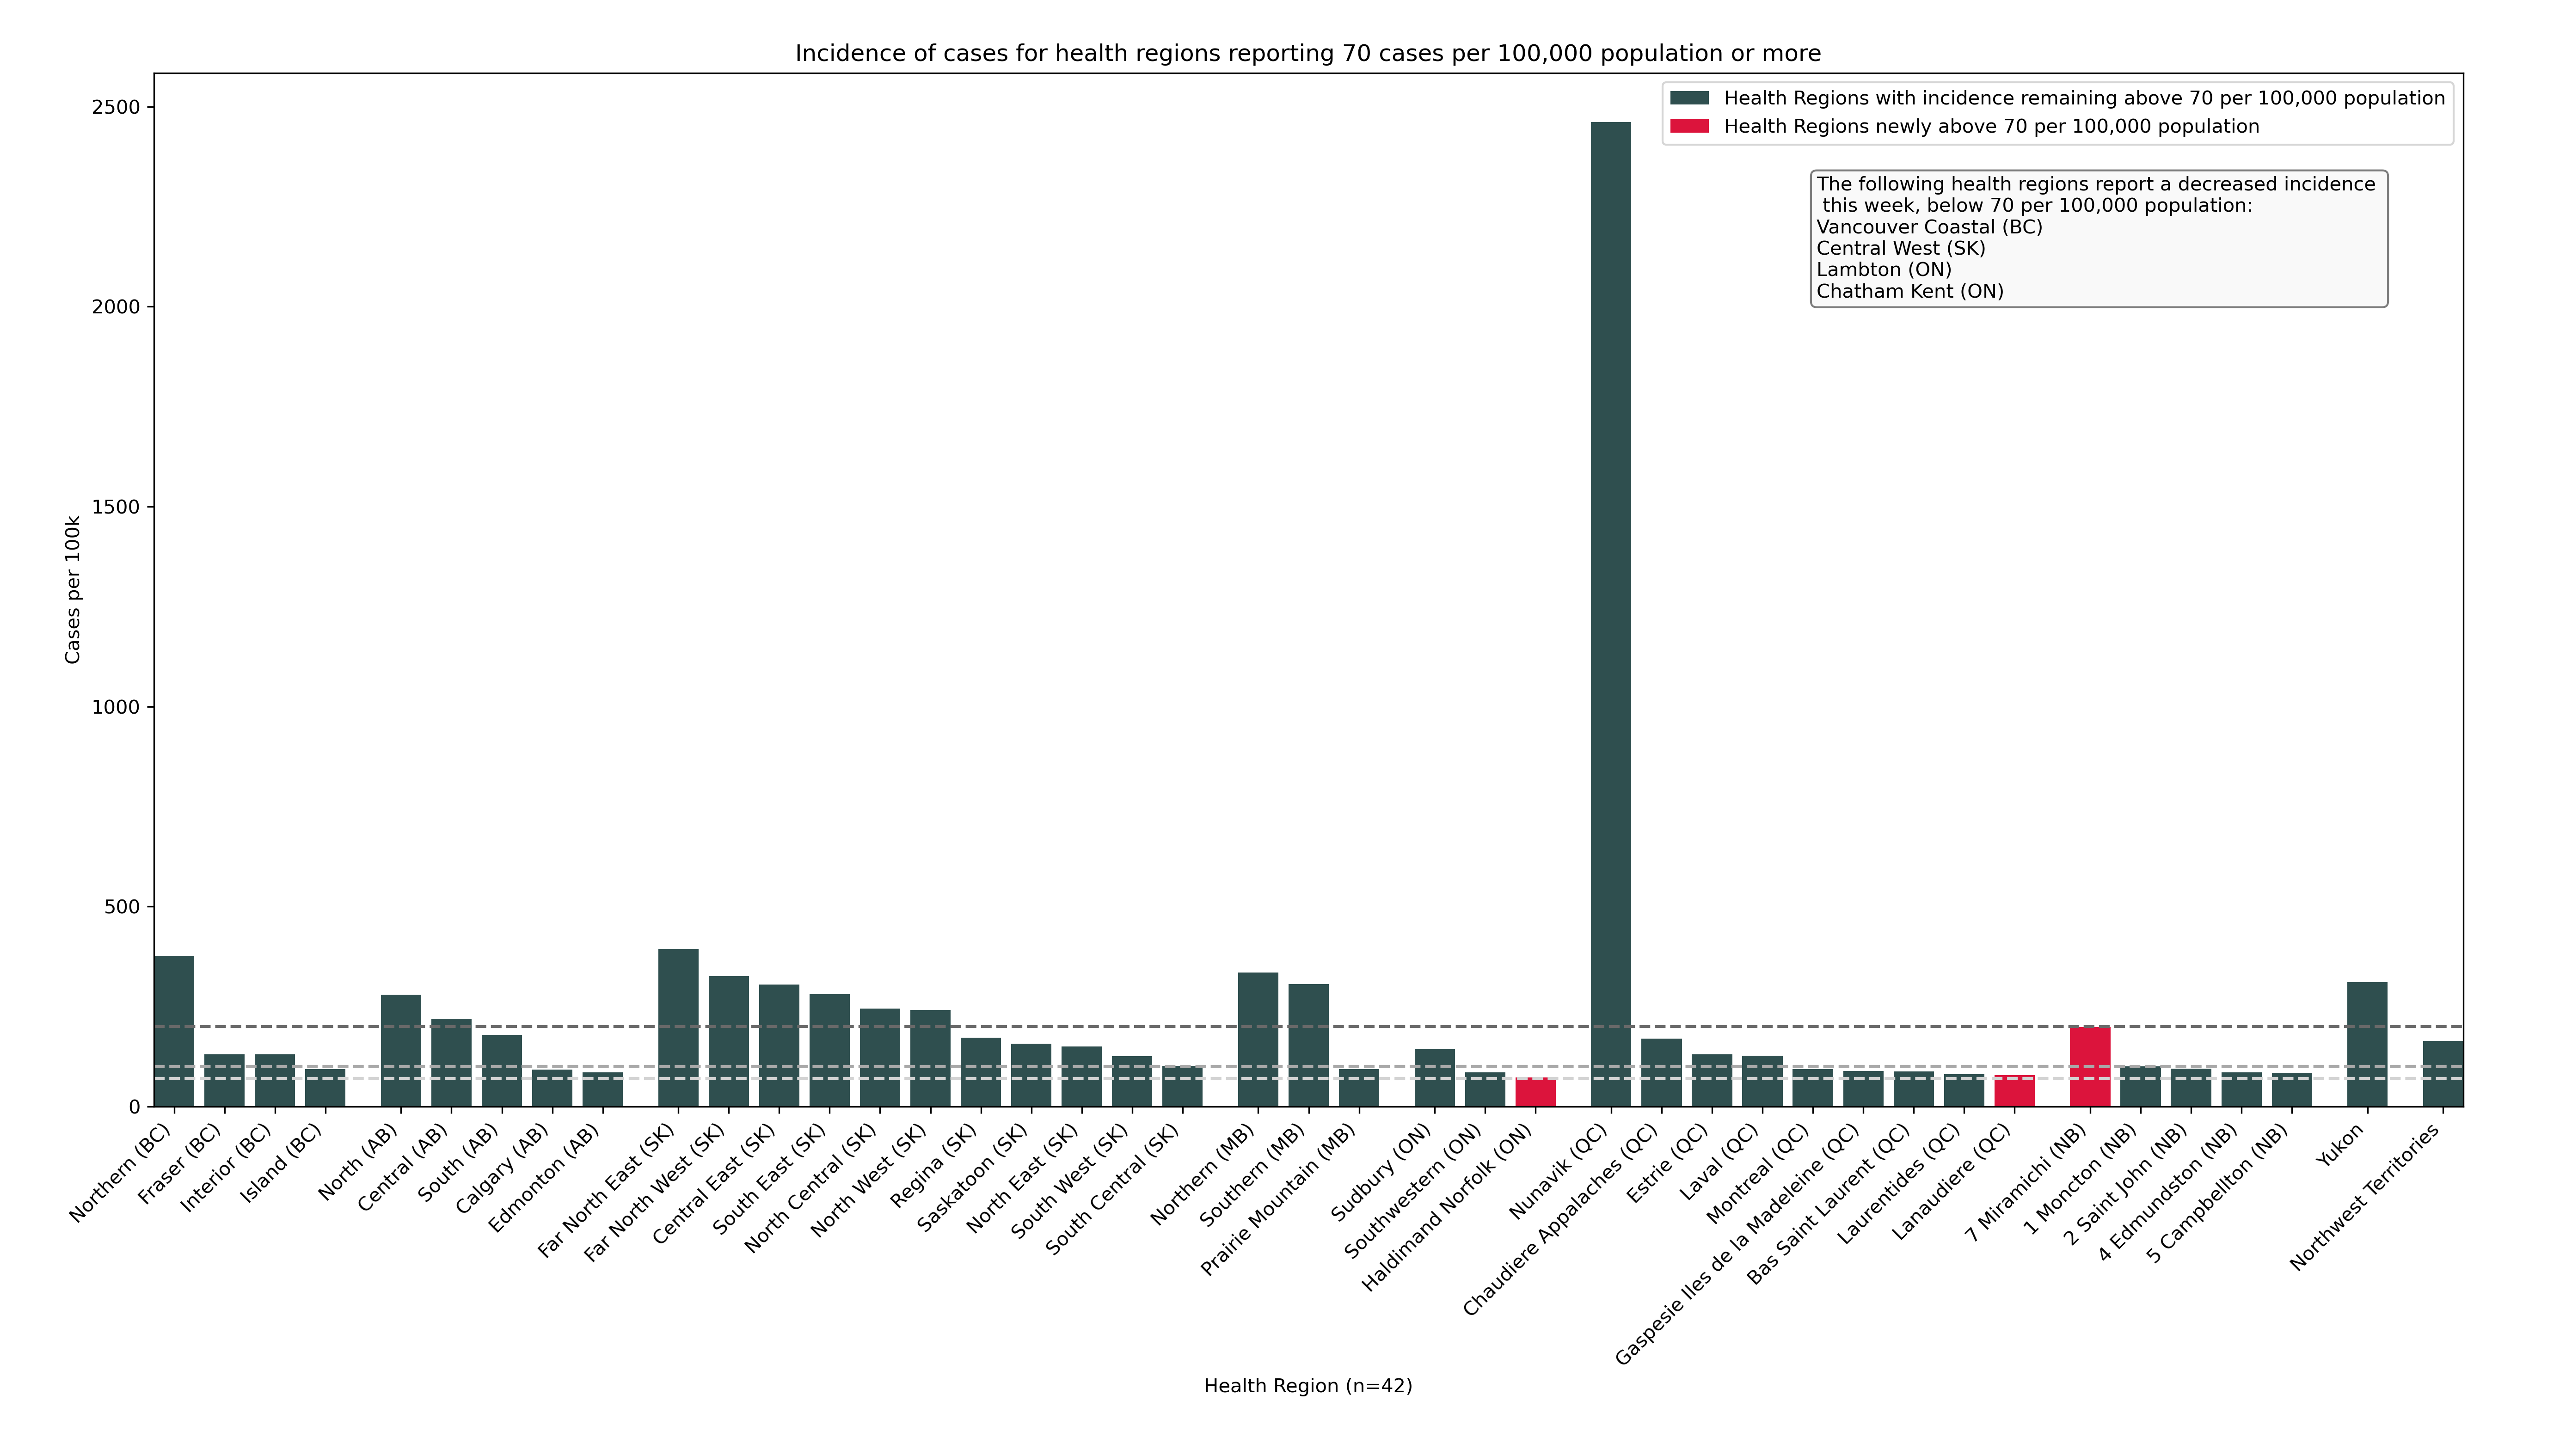 Incidence of cases for health regions reporting 70 cases per 100,000 population or more
Health Regions with incidence remaining above 70 per 100,000 population
Health Regions newly above 70 per 100,000 population
The following health regions report a decreased incidence
this week, below 70 per 100,000 population:
Vancouver Coastal (BC)
Central West (SK)
Lambton (ON)
Chatham Kent (ON)
Cases per 100k
2500
2000
1500
1000
500
0
Northern (BC)
Fraser (BC)
Interior (BC)
Island (BC)
North (AB)
Central (AB)
South (AB)
Calgary (AB)
Edmonton (AB)
Far North East (SK)
Far North West (SK)
Central East (SK)
South East (SK)
North Central (SK)
North West (SK)
Regina (SK)
Saskatoon (SK)
North East (SK)
South West (SK)
South Central (SK)
Northern (MB)
Southern (MB)
Prairie Mountain (MB)
Sudbury (ON)
Southwestern (ON)
Haldimand Norfolk (ON)
Nunavik (QC)
Chaudiere Appalaches (QC)
Estrie (QC)
Laval (QC)
Montreal (QC)
Gaspesie Iles de la Madeleine (QC)
Bas Saint Laurent (QC)
Laurentides (QC)
Lanaudiere (QC)
7 Miramichi (NB)
1 Moncton (NB)
2 Saint John (NB)
4 Edmundston (NB)
5 Campbellton (NB)
Yukon
Northwest Territories
Health Region (n=42)